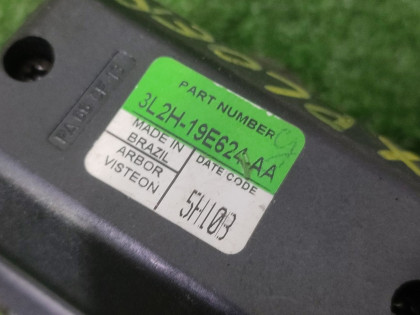 PART NUMBER
3L2H-19E624-AA
MADE IN
BRAZIL
ARBOR
VISTEON
DATE CODE
5H10B